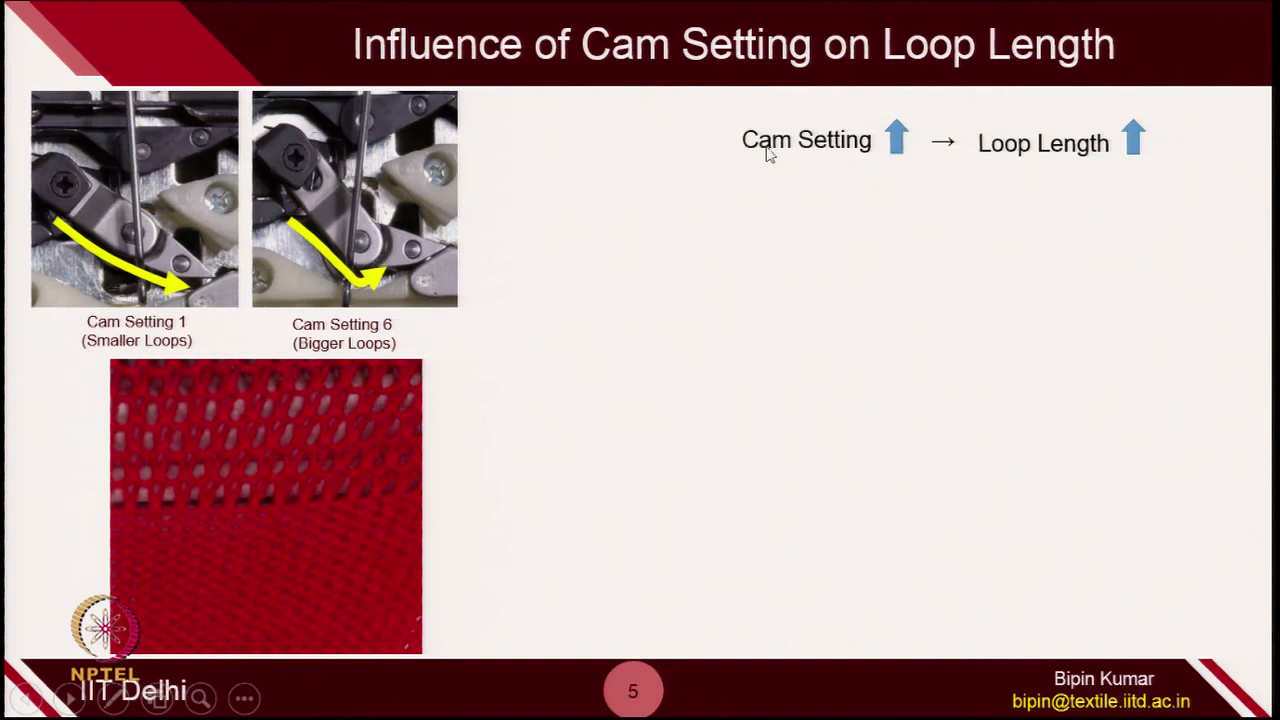 Influence of Cam Setting on Loop Length
Cam Setting → Loop Length
Cam Setting 1
(Smaller Loops)
Cam Setting 6
(Bigger Loops)
NPTEL
IIT Delhi
5
Bipin Kumar
bipin@textile.iitd.ac.in